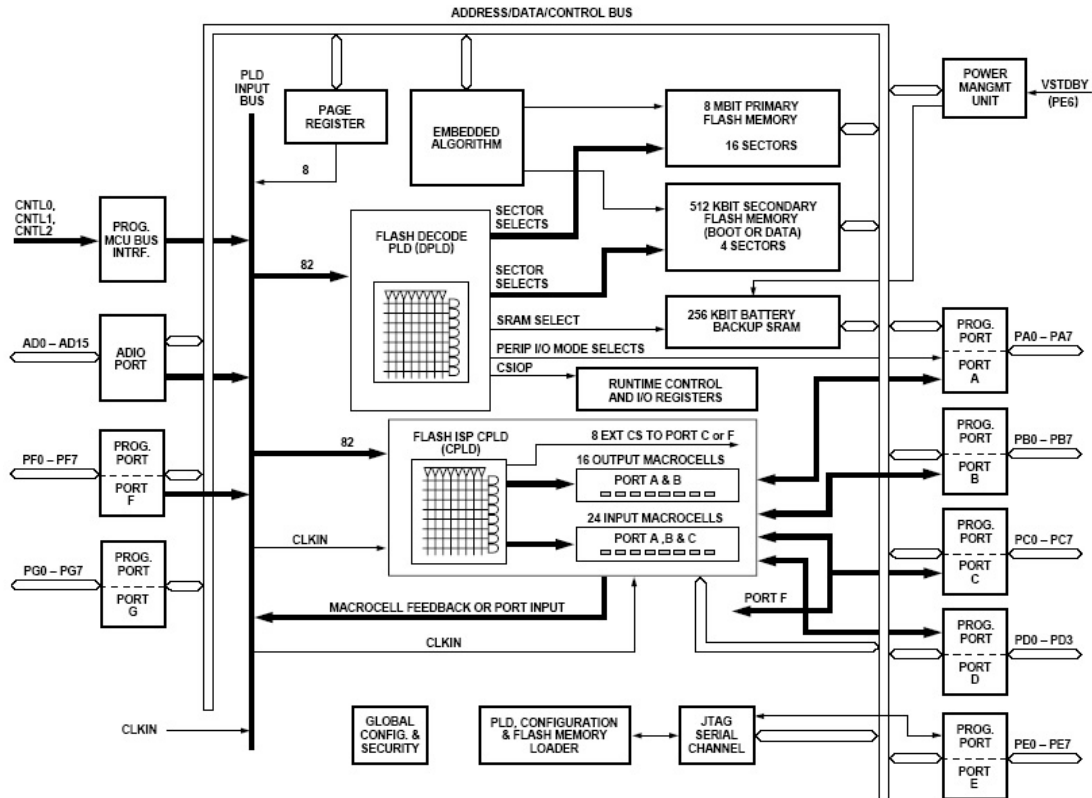 ADDRESS/DATA/CONTROL BUS
PLD
INPUT
BUS
PAGE
REGISTER
8
EMBEDDED
ALGORITHM
8 MBIT PRIMARY
FLASH MEMORY
16 SECTORS
POWER
MANGMT
UNIT
VSTDBY
(PE6)
CNTL0,
CNTL1,
CNTL2
PROG.
MCU BUS
INTRF.
SECTOR
SELECTS
512 KBIT SECONDARY
FLASH MEMORY
(BOOT OR DATA)
4 SECTORS
FLASH DECODE
PLD (DPLD)
82
SECTOR
SELECTS
SRAM SELECT
256 KBIT BATTERY
BACKUP SRAM
PERIP I/O MODE SELECTS
CSIOP
RUNTIME CONTROL
AND I/O REGISTERS
AD0 – AD15
ADIO
PORT
PROG.
PORT
PORT
A
PA0 – PA7
FLASH ISP CPLD
(CPLD)
82
8 EXT CS TO PORT C or F
16 OUTPUT MACROCELLS
PORT A & B
24 INPUT MACROCELLS
PORT A ,B & C
PF0 – PF7
PROG.
PORT
PORT
F
PROG.
PORT
PORT
B
PB0 – PB7
CLKIN
PG0 – PG7
PROG.
PORT
PORT
G
PROG.
PORT
PORT
C
PC0 – PC7
MACROCELL FEEDBACK OR PORT INPUT
PORT F
CLKIN
PROG.
PORT
PORT
D
PD0 – PD3
CLKIN
GLOBAL
CONFIG. &
SECURITY
PLD, CONFIGURATION
& FLASH MEMORY
LOADER
JTAG
SERIAL
CHANNEL
PROG.
PORT
PORT
E
PE0 – PE7